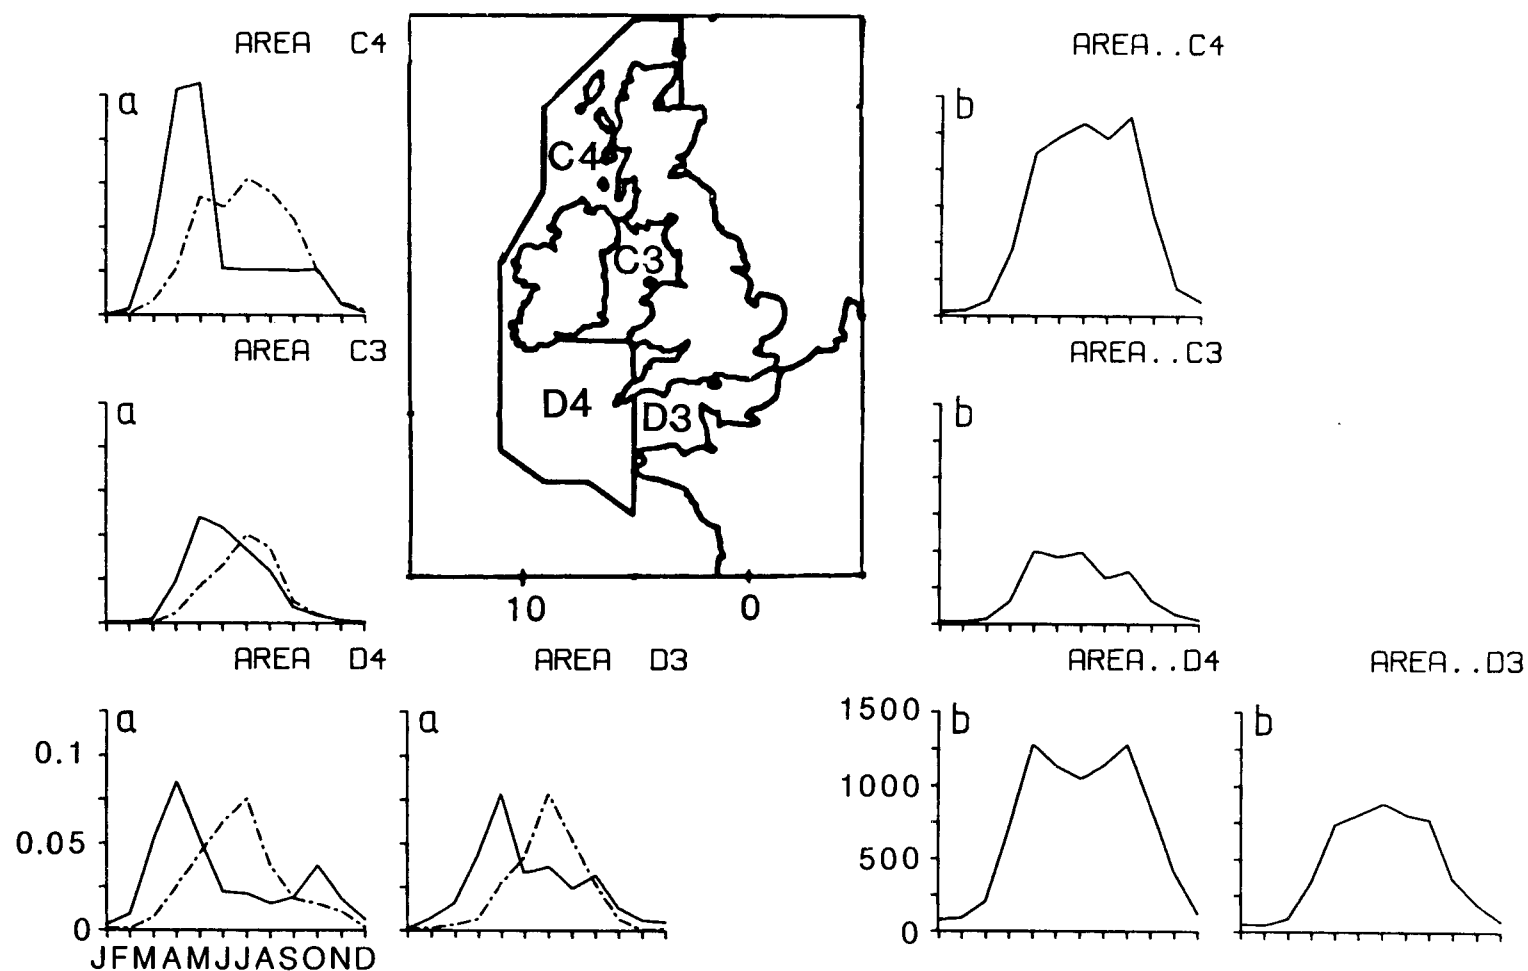 AREA C4
AREA..C4
a
b
C4
C3
AREA C3
AREA..C3
a
b
D4
D3
10
0
AREA D4
AREA D3
AREA..D4
AREA..D3
a
a
b
b
0.1
0.05
0
1500
1000
500
0
JFMAMJJASOND